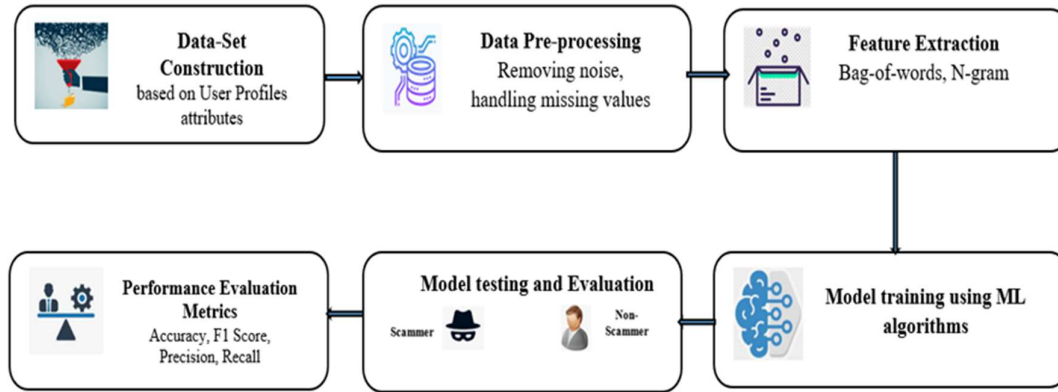 Data-Set
Construction
based on User Profiles
attributes
Data Pre-processing
Removing noise,
handling missing values
Feature Extraction
Bag-of-words, N-gram
Model training using ML
algorithms
Model testing and Evaluation
Scammer
Non-
Scammer
Performance Evaluation
Metrics
Accuracy, F1 Score,
Precision, Recall